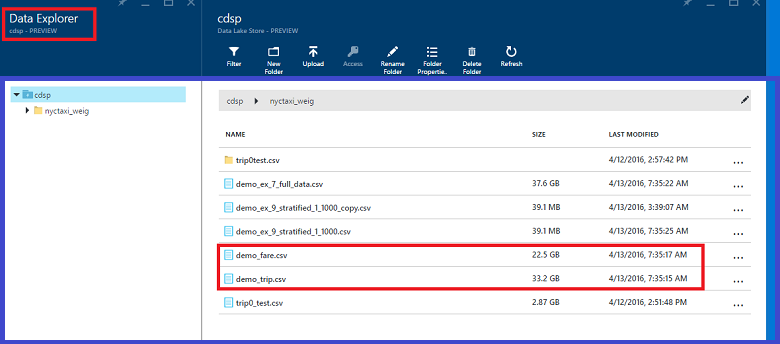 Data Explorer
cdsp - PREVIEW
cdsp
Data Lake Store - PREVIEW
Filter
New Folder
Upload
Access
Rename Folder
Folder Propertie..
Delete Folder
Refresh
cdsp
nyctaxi_weig
cdsp nyctaxi_weig
NAME SIZE LAST MODIFIED
trip0test.csv 4/12/2016, 2:57:42 PM ...
demo_ex_7_full_data.csv 37.6 GB 4/13/2016, 7:35:22 AM ...
demo_ex_9_stratified_1_1000_copy.csv 39.1 MB 4/13/2016, 3:39:07 AM ...
demo_ex_9_stratified_1_1000.csv 39.1 MB 4/13/2016, 7:35:25 AM ...
demo_fare.csv 22.5 GB 4/13/2016, 7:35:17 AM ...
demo_trip.csv 33.2 GB 4/13/2016, 7:35:15 AM ...
trip0_test.csv 2.87 GB 4/12/2016, 2:51:48 PM ...